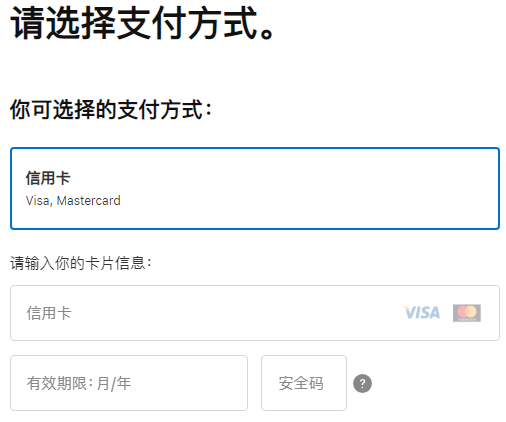 请选择支付方式。
你可选择的支付方式：
信用卡
Visa, Mastercard
请输入你的卡片信息：
信用卡 VISA
有效期限：月/年 安全码 ?